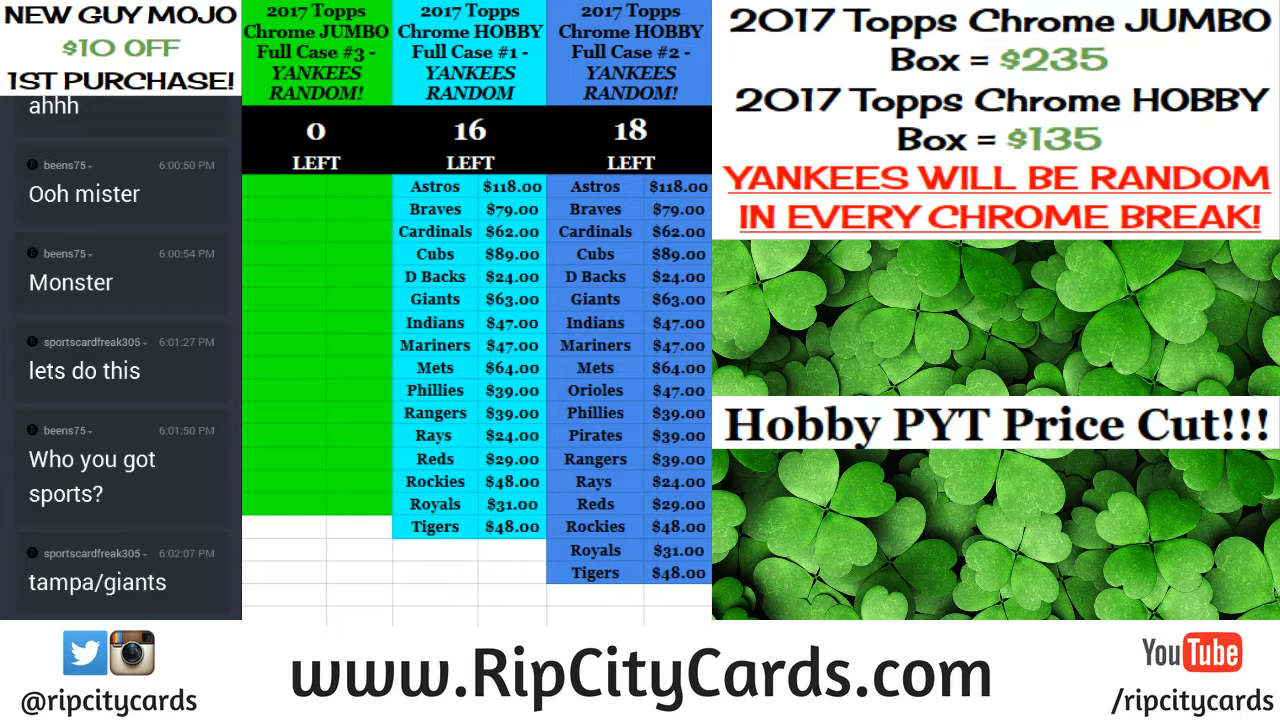 NEW GUY MOJO
$10 OFF
1ST PURCHASE!
ahhh
beens75
6:00:50 PM
Ooh mister
beens75
6:00:54 PM
Monster
sportscardfreak305
6:01:27 PM
lets do this
beens75
6:01:50 PM
Who you got
sports?
sportscardfreak305
6:02:07 PM
tampa/giants
2017 Topps
Chrome JUMBO
Full Case #3 -
YANKEES
RANDOM!
0
LEFT
2017 Topps
Chrome HOBBY
Full Case #1 -
YANKEES
RANDOM
16
LEFT
Astros $118.00
Braves $79.00
Cardinals $62.00
Cubs $89.00
D Backs $24.00
Giants $63.00
Indians $47.00
Mariners $47.00
Mets $64.00
Phillies $39.00
Rangers $39.00
Rays $24.00
Reds $29.00
Rockies $48.00
Royals $31.00
Tigers $48.00
2017 Topps
Chrome HOBBY
Full Case #2 -
YANKEES
RANDOM!
18
LEFT
Astros $118.00
Braves $79.00
Cardinals $62.00
Cubs $89.00
D Backs $24.00
Giants $63.00
Indians $47.00
Mariners $47.00
Mets $64.00
Orioles $47.00
Phillies $39.00
Pirates $39.00
Rangers $39.00
Rays $24.00
Reds $29.00
Rockies $48.00
Royals $31.00
Tigers $48.00
2017 Topps Chrome JUMBO
Box = $235
2017 Topps Chrome HOBBY
Box = $135
YANKEES WILL BE RANDOM
IN EVERY CHROME BREAK!
Hobby PYT Price Cut!!!
@ripcitycards
www.RipCityCards.com
YouTube
/ripcitycards